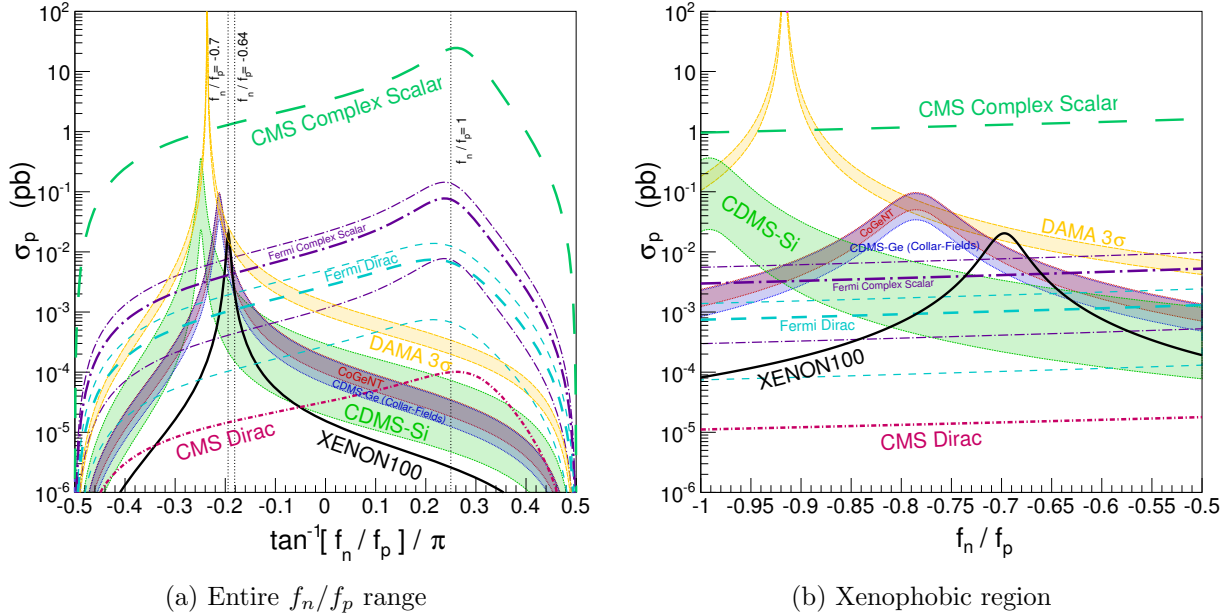 10²
10
1
10⁻¹
10⁻²
10⁻³
10⁻⁴
10⁻⁵
10⁻⁶
σₚ (pb)
fₙ / fₚ= -0.7
fₙ / fₚ= -0.64
fₙ / fₚ= 1
CMS Complex Scalar
Fermi Complex Scalar
Fermi Dirac
DAMA 3σ
CoGeNT
CDMS-Ge (Collar-Fields)
CDMS-Si
CMS Dirac
XENON100
-0.5 -0.4 -0.3 -0.2 -0.1 0 0.1 0.2 0.3 0.4 0.5
tan⁻¹[ fₙ / fₚ] / π
(a) Entire fₙ/fₚ range
10²
10
1
10⁻¹
10⁻²
10⁻³
10⁻⁴
10⁻⁵
10⁻⁶
σₚ (pb)
CMS Complex Scalar
CDMS-Si
CoGeNT
DAMA 3σ
CDMS-Ge (Collar-Fields)
Fermi Complex Scalar
Fermi Dirac
XENON100
CMS Dirac
-1 -0.95 -0.9 -0.85 -0.8 -0.75 -0.7 -0.65 -0.6 -0.55 -0.5
fₙ / fₚ
(b) Xenophobic region